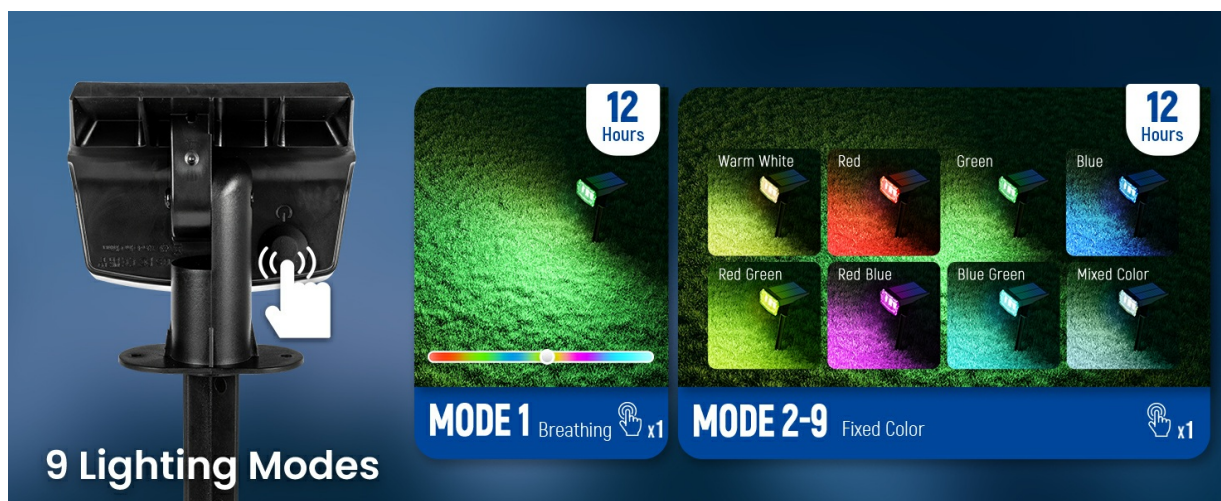 9 Lighting Modes
12
Hours
MODE 1 Breathing x1
12
Hours
Warm White Red Green Blue
Red Green Red Blue Blue Green Mixed Color
MODE 2-9 Fixed Color x1